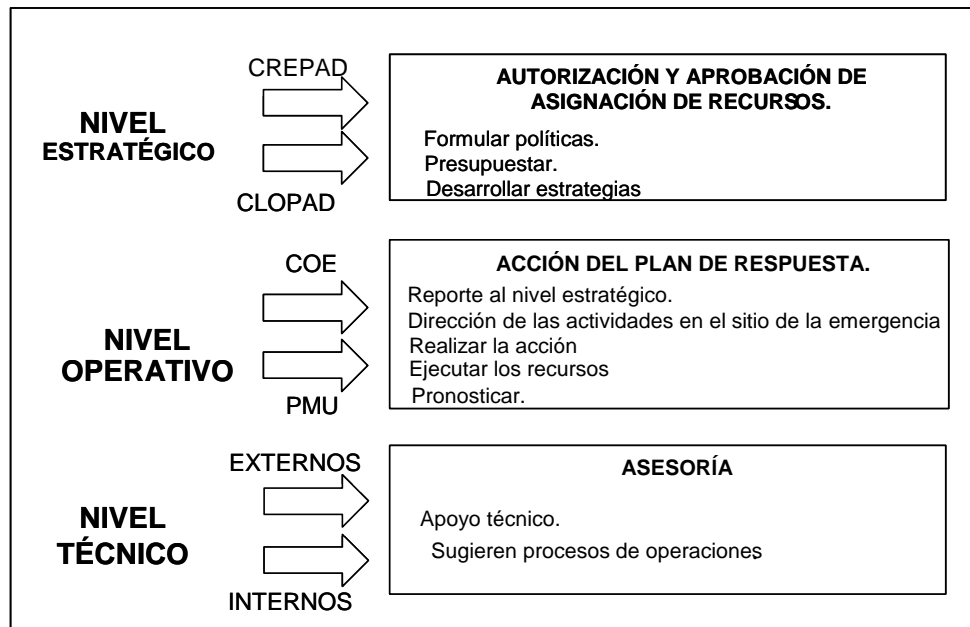 CREPAD
NIVEL
ESTRATÉGICO
CLOPAD
AUTORIZACIÓN Y APROBACIÓN DE
ASIGNACIÓN DE RECURSOS.
Formular políticas.
Presupuestar.
Desarrollar estrategias
COE
NIVEL
OPERATIVO
PMU
ACCIÓN DEL PLAN DE RESPUESTA.
Reporte al nivel estratégico.
Dirección de las actividades en el sitio de la emergencia
Realizar la acción
Ejecutar los recursos
Pronosticar.
EXTERNOS
NIVEL
TÉCNICO
INTERNOS
ASESORÍA
Apoyo técnico.
Sugieren procesos de operaciones